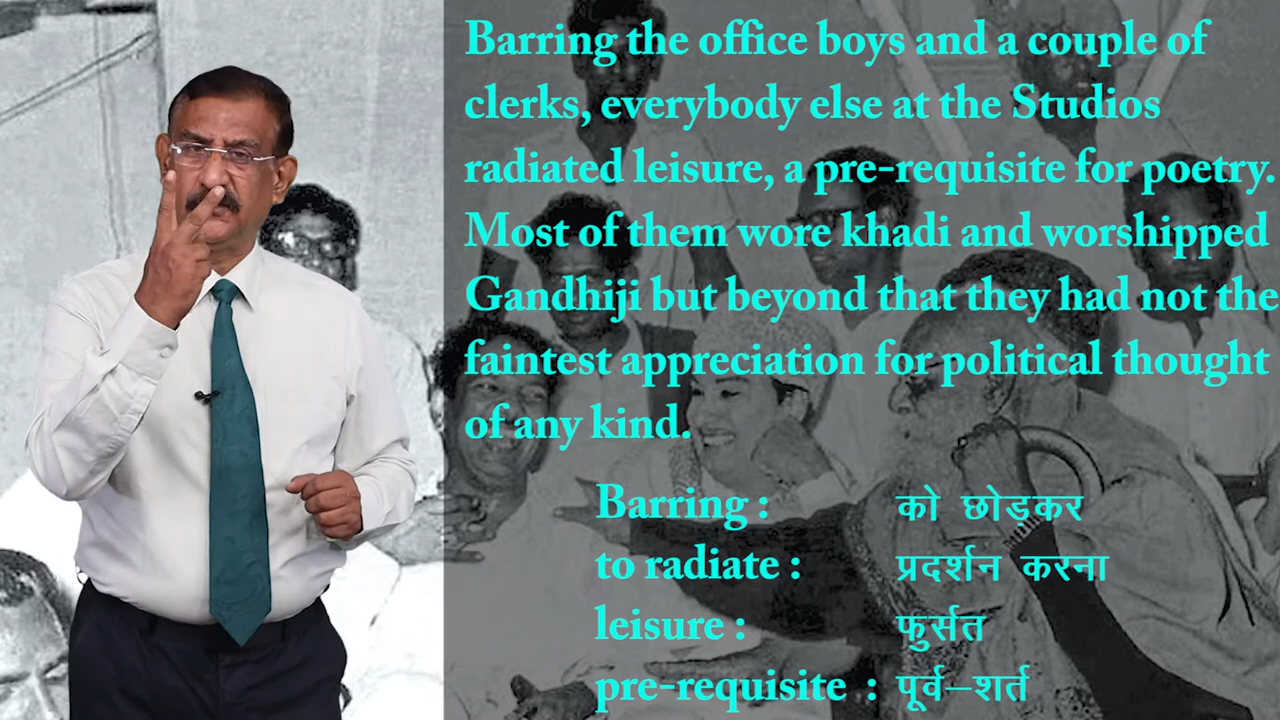 Barring the office boys and a couple of
clerks, everybody else at the Studios
radiated leisure, a pre-requisite for poetry.
Most of them wore khadi and worshipped
Gandhiji but beyond that they had not the
faintest appreciation for political thought
of any kind.
Barring : को छोड़कर
to radiate : प्रदर्शन करना
leisure : फुर्सत
pre-requisite : पूर्व–शर्त